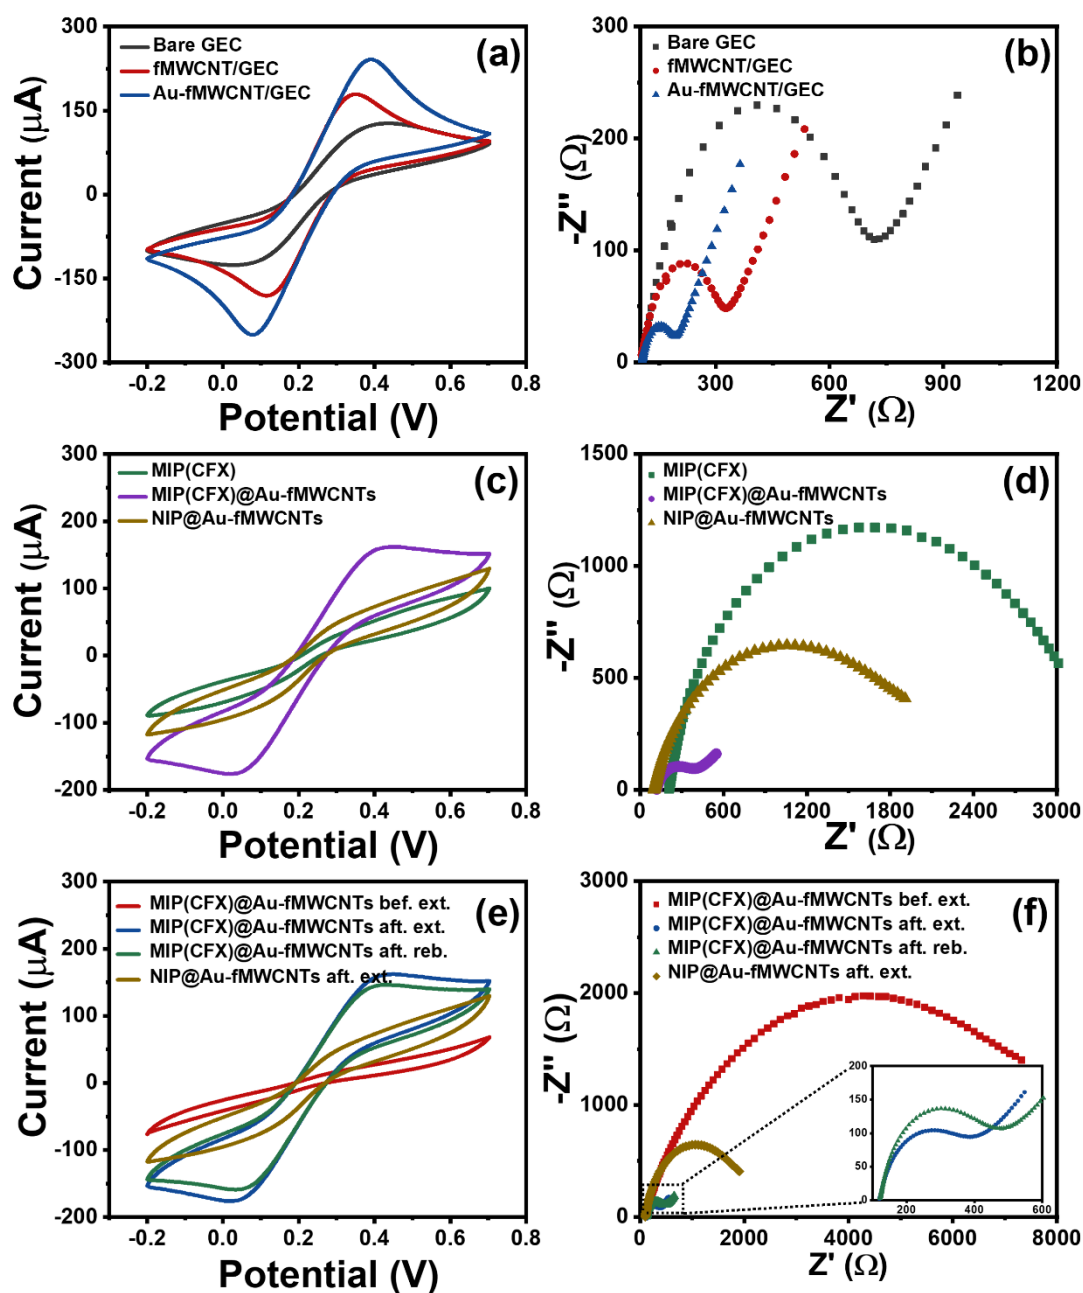 (a)
Bare GEC
fMWCNT/GEC
Au-fMWCNT/GEC
300
150
0
-150
-300
Current (μA)
-0.2 0.0 0.2 0.4 0.6 0.8
Potential (V)
(b)
Bare GEC
fMWCNT/GEC
Au-fMWCNT/GEC
300
200
100
0
-Z" (Ω)
300 600 900 1200
Z' (Ω)
(c)
MIP(CFX)
MIP(CFX)@Au-fMWCNTs
NIP@Au-fMWCNTs
300
200
100
0
-100
-200
Current (μA)
-0.2 0.0 0.2 0.4 0.6 0.8
Potential (V)
(d)
MIP(CFX)
MIP(CFX)@Au-fMWCNTs
NIP@Au-fMWCNTs
1500
1000
500
0
-Z" (Ω)
600 1200 1800 2400 3000
Z' (Ω)
(e)
MIP(CFX)@Au-fMWCNTs bef. ext.
MIP(CFX)@Au-fMWCNTs aft. ext.
MIP(CFX)@Au-fMWCNTs aft. reb.
NIP@Au-fMWCNTs aft. ext.
300
200
100
0
-100
-200
Current (μA)
-0.2 0.0 0.2 0.4 0.6 0.8
Potential (V)
(f)
MIP(CFX)@Au-fMWCNTs bef. ext.
MIP(CFX)@Au-fMWCNTs aft. ext.
MIP(CFX)@Au-fMWCNTs aft. reb.
NIP@Au-fMWCNTs aft. ext.
3000
2000
1000
0
-Z" (Ω)
200
150
100
50
0
200 400 600
0 2000 4000 6000 8000
Z' (Ω)